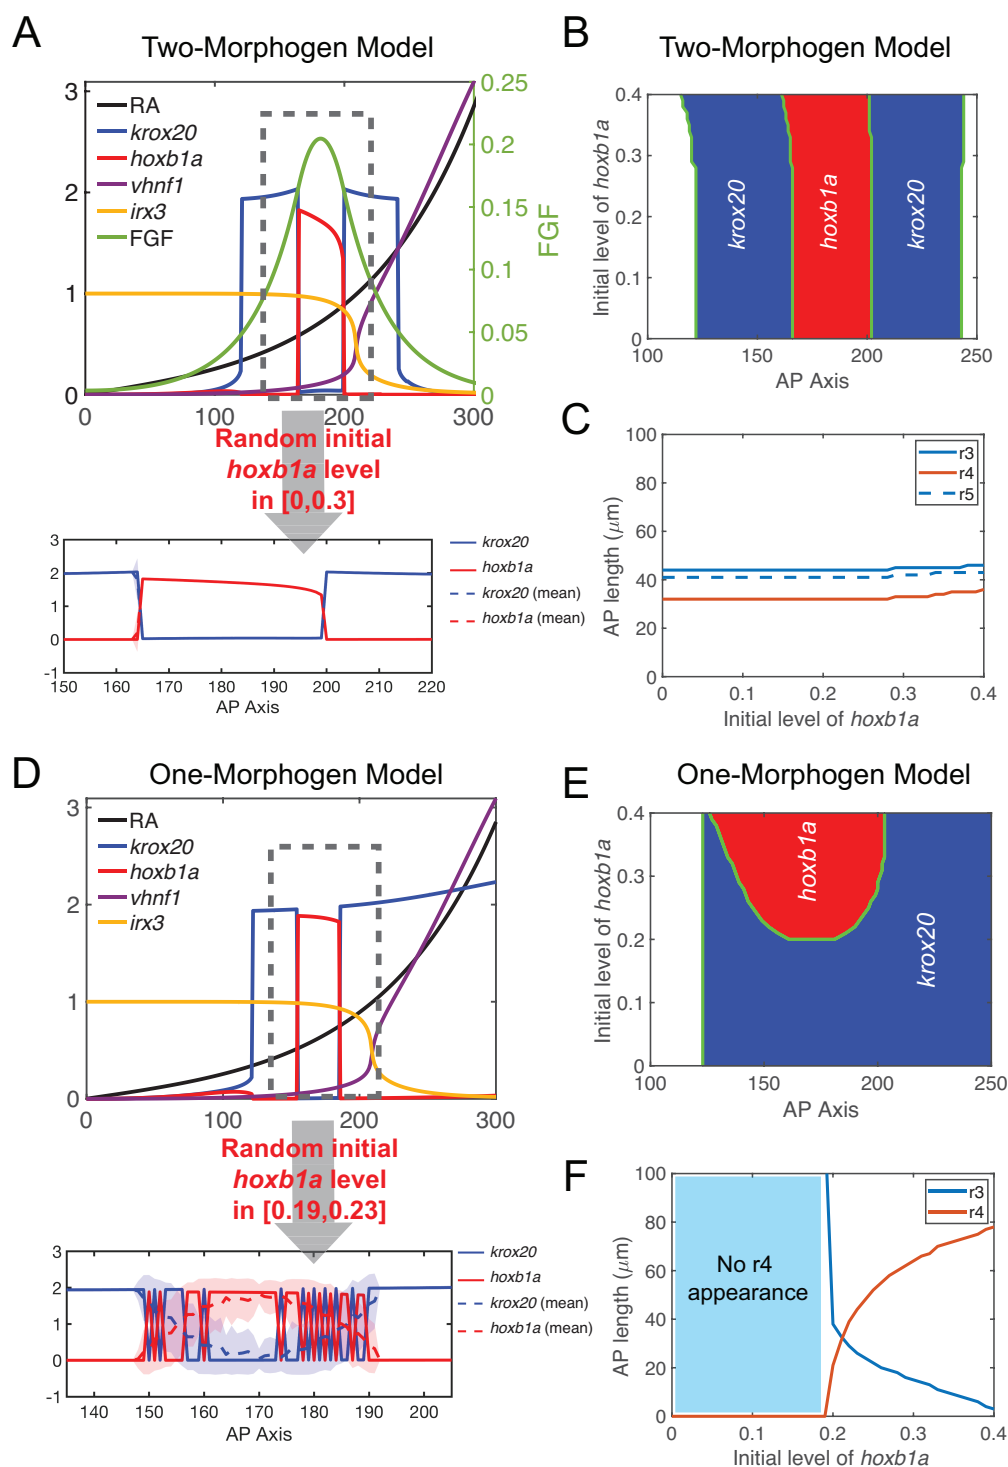 A
Two-Morphogen Model
3
2
1
0
0
100
200
300
0.25
0.2
0.15
0.1
0.05
0
FGF
RA
krox20
hoxb1a
vhnf1
irx3
FGF
Random initial
hoxb1a level
in [0,0.3]
3
2
1
0
-1
150
160
170
180
190
200
210
220
AP Axis
krox20
hoxb1a
krox20 (mean)
hoxb1a (mean)
B
Two-Morphogen Model
Initial level of hoxb1a
0.4
0.3
0.2
0.1
0
krox20
hoxb1a
krox20
100
150
200
250
AP Axis
C
AP length (μm)
100
80
60
40
20
0
r3
r4
r5
0
0.1
0.2
0.3
0.4
Initial level of hoxb1a
D
One-Morphogen Model
3
2
1
0
RA
krox20
hoxb1a
vhnf1
irx3
0
100
200
300
Random initial
hoxb1a level
in [0.19,0.23]
3
2
1
0
-1
140
150
160
170
180
190
200
AP Axis
krox20
hoxb1a
krox20 (mean)
hoxb1a (mean)
E
One-Morphogen Model
Initial level of hoxb1a
0.4
0.3
0.2
0.1
0
hoxb1a
krox20
100
150
200
250
AP Axis
F
AP length (μm)
100
80
60
40
20
0
No r4
appearance
r3
r4
0
0.1
0.2
0.3
0.4
Initial level of hoxb1a